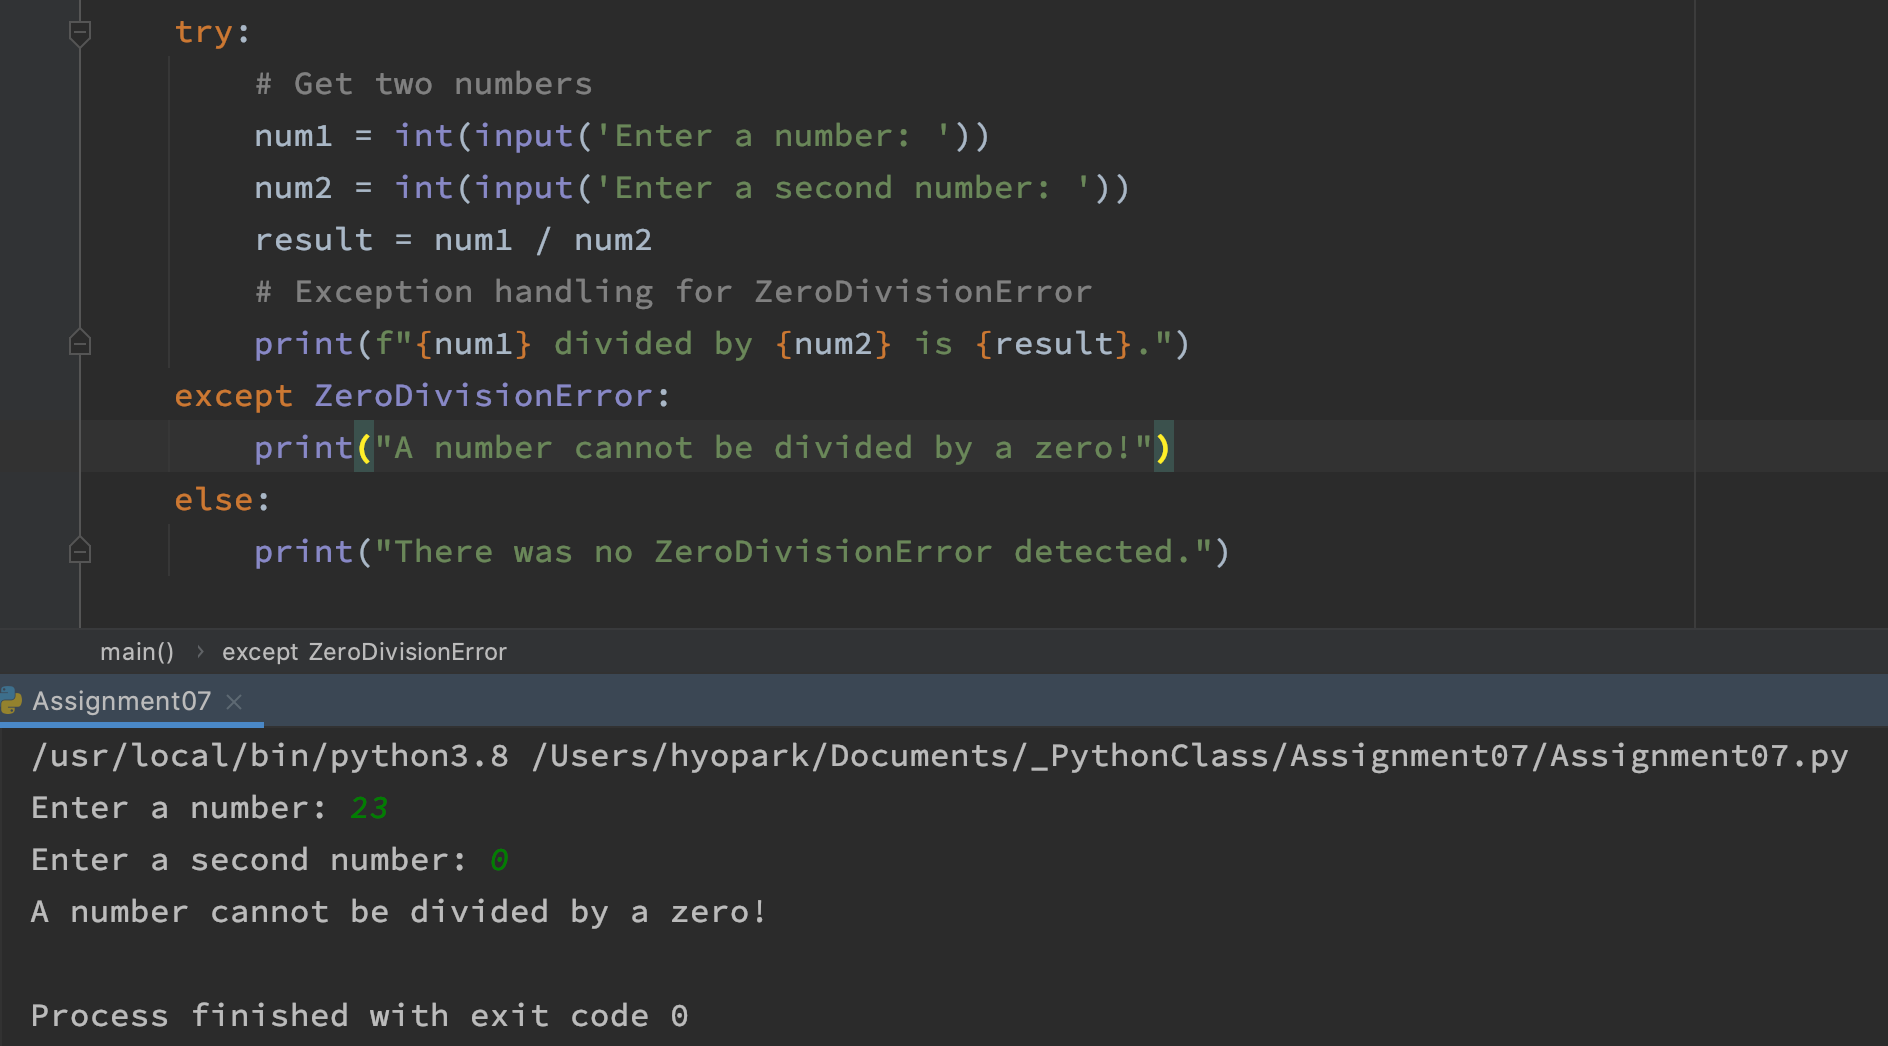 try:
# Get two numbers
num1 = int(input('Enter a number: '))
num2 = int(input('Enter a second number: '))
result = num1 / num2
# Exception handling for ZeroDivisionError
print(f"{num1} divided by {num2} is {result}.")
except ZeroDivisionError:
print("A number cannot be divided by a zero!")
else:
print("There was no ZeroDivisionError detected.")
main() › except ZeroDivisionError
Assignment07 ×
/usr/local/bin/python3.8 /Users/hyopark/Documents/_PythonClass/Assignment07/Assignment07.py
Enter a number: 23
Enter a second number: 0
A number cannot be divided by a zero!
Process finished with exit code 0